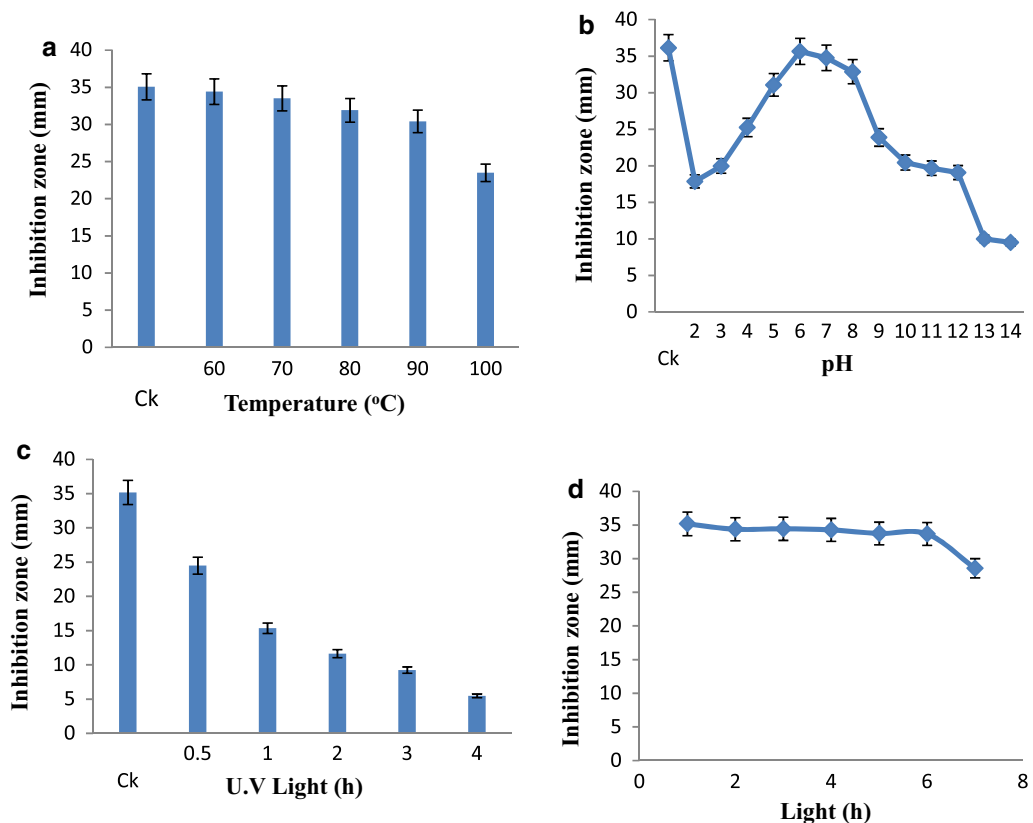 a
Inhibition zone (mm)
40
35
30
25
20
15
10
5
0
60 70 80 90 100
Ck
Temperature (ºC)
b
Inhibition zone (mm)
40
35
30
25
20
15
10
5
0
2 3 4 5 6 7 8 9 10 11 12 13 14
Ck
pH
c
Inhibition zone (mm)
40
35
30
25
20
15
10
5
0
0.5 1 2 3 4
Ck
U.V Light (h)
d
Inhibition zone (mm)
40
35
30
25
20
15
10
5
0
0 2 4 6 8
Light (h)